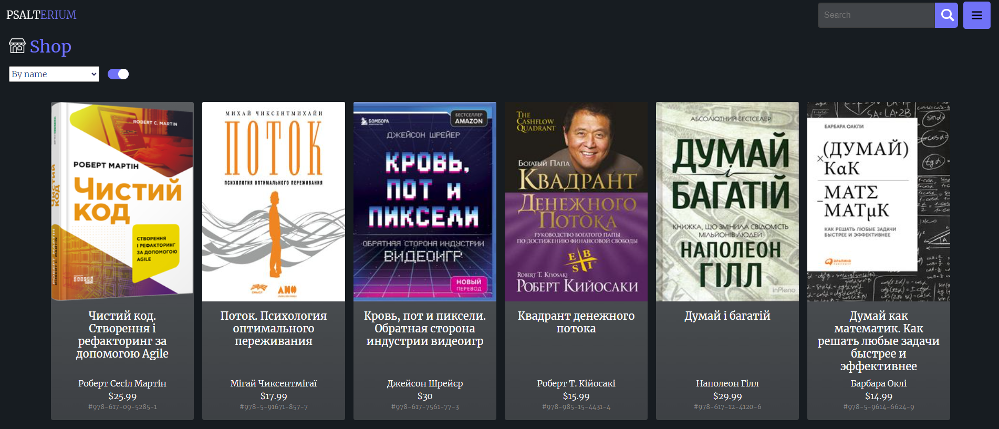 PSALTERIUM
Search
Shop
By name
ROBERT C. MARTIN
РОБЕРТ МАРТІН
Чистий
код
СТВОРЕННЯ
І РЕФАКТОРИНГ
ЗА ДОПОМОГОЮ
AGILE
Чистий код.
Створення і
рефакторинг за
допомогою Agile
Роберт Сесіл Мартін
$25.99
#978-617-09-5285-1
МИХАЙ ЧИКСЕНТМИХАЙИ
ПОТОК
ПСИХОЛОГИЯ ОПТИМАЛЬНОГО ПЕРЕЖИВАНИЯ
СМЫСЛ
Поток. Психология
оптимального
переживания
Мігай Чиксентмігаї
$17.99
#978-5-91671-857-7
БОМБОРА
БЕСТСЕЛЛЕР
AMAZON
ДЖЕЙСОН ШРЕЙЕР
КРОВЬ,
ПОТ И
ПИКСЕЛИ
ОБРАТНАЯ СТОРОНА ИНДУСТРИИ
ВИДЕОИГР
НОВЫЙ
ПЕРЕВОД
Кровь, пот и пиксели.
Обратная сторона
индустрии видеоигр
Джейсон Шрейєр
$30
#978-617-7561-77-3
THE
CASHFLOW
QUADRANT
БОГАТЫЙ ПАПА
КВАДРАНТ
ДЕНЕЖНОГО
ПОТОКА
РУКОВОДСТВО БОГАТОГО ПАПЫ
ПО ДОСТИЖЕНИЮ ФИНАНСОВОЙ СВОБОДЫ
E B
S I
ROBERT T. KIYOSAKI
РОБЕРТ КИЙОСАКИ
Квадрант денежного
потока
Роберт Т. Кійосакі
$15.99
#978-985-15-4431-4
АБСОЛЮТНИЙ БЕСТСЕЛЕР
ДУМАЙ
і
БАГАТІЙ
КНИЖКА, ЩО ЗМІНИЛА СВІДОМІСТЬ
МІЛЬЙОНІВ ЛЮДЕЙ
НАПОЛЕОН
ГІЛЛ
inPleno
Думай і багатій
Наполеон Гілл
$29.99
#978-617-12-4120-6
БАРБАРА ОАКЛИ
×(ДУМАЙ)
КαК
−МАТΣ
МАТμК
КАК РЕШАТЬ ЛЮБЫЕ ЗАДАЧИ
БЫСТРЕЕ И ЭФФЕКТИВНЕЕ
альпина
Думай как
математик. Как
решать любые задачи
быстрее и
эффективнее
Барбара Оклі
$14.99
#978-5-9614-6624-9